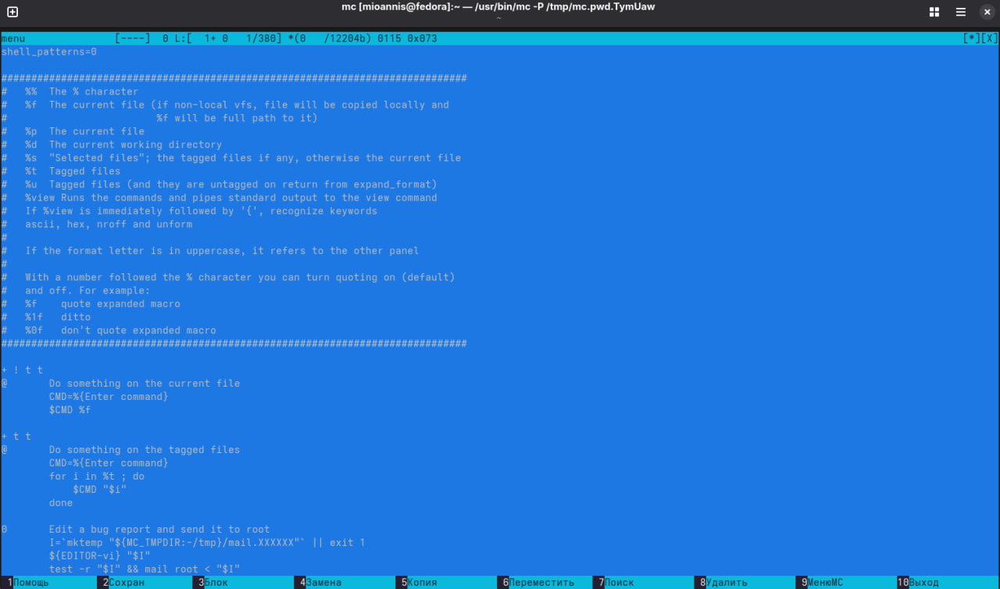 mc [mioannis@fedora]:~ — /usr/bin/mc -P /tmp/mc.pwd.TymUaw
~
menu               [----]  0 L:[  1+ 0   1/380] *(0   /12204b) 0115 0x073                    [*][X]
shell_patterns=0
##############################################################################
#   %%  The % character
#   %f  The current file (if non-local vfs, file will be copied locally and
#                         %f will be full path to it)
#   %p  The current file
#   %d  The current working directory
#   %s  "Selected files"; the tagged files if any, otherwise the current file
#   %t  Tagged files
#   %u  Tagged files (and they are untagged on return from expand_format)
#   %view Runs the commands and pipes standard output to the view command
#   If %view is immediately followed by '{', recognize keywords
#   ascii, hex, nroff and unform
#
#   If the format letter is in uppercase, it refers to the other panel
#
#   With a number followed the % character you can turn quoting on (default)
#   and off. For example:
#   %f    quote expanded macro
#   %1f   ditto
#   %0f   don't quote expanded macro
##############################################################################
+ ! t t
@       Do something on the current file
        CMD=%{Enter command}
        $CMD %f
+ t t
@       Do something on the tagged files
        CMD=%{Enter command}
        for i in %t ; do
            $CMD "$i"
        done
0       Edit a bug report and send it to root
        I=`mktemp "${MC_TMPDIR:-/tmp}/mail.XXXXXX"` || exit 1
        ${EDITOR-vi} "$I"
        test -r "$I" && mail root < "$I"
1Помощь 2Сохран 3Блок 4Замена 5Копия 6Переместить 7Поиск 8Удалить 9МенюМС 10Выход